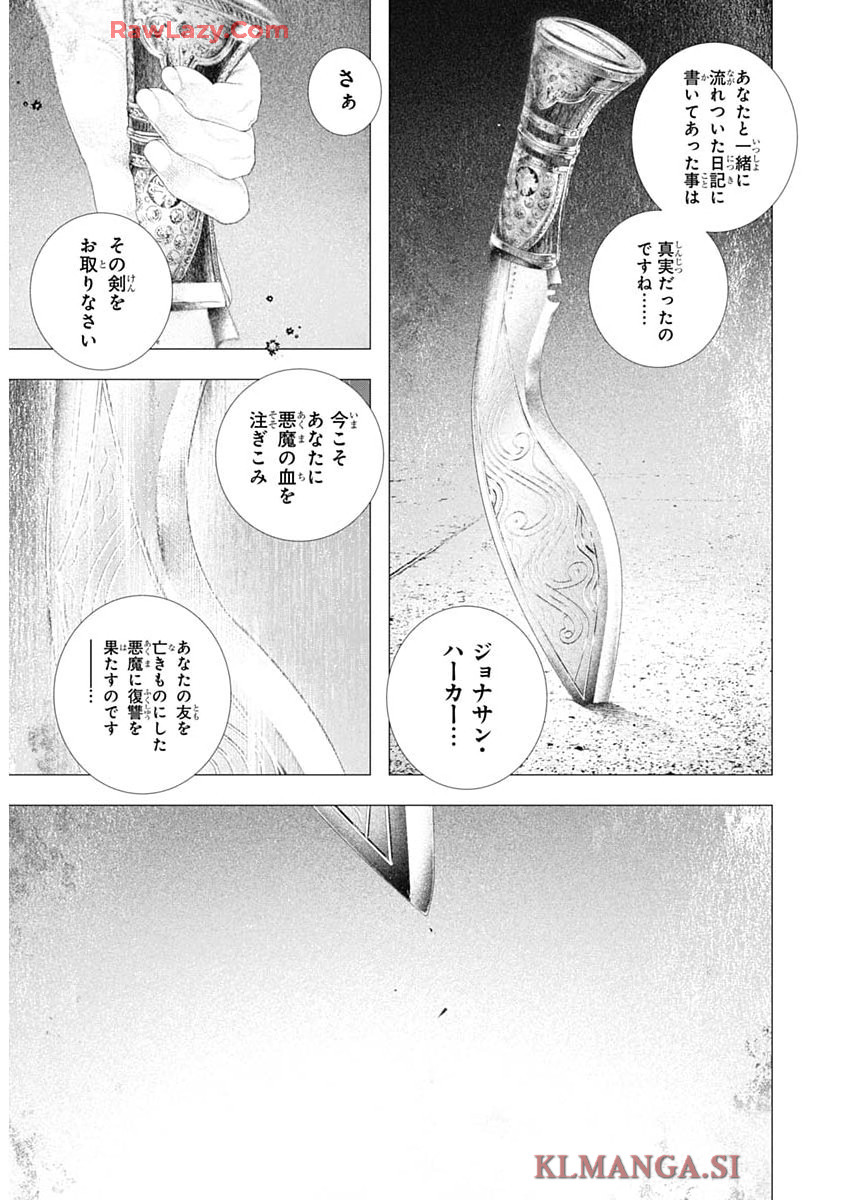 RawLazy.Com
あなたと一緒に
流れついた日記に
書いてあった事は
真実だったの
ですね……
ジョナサン・
ハーカー…
さぁ
その剣を
お取りなさい
今こそ
あなたに
悪魔の血を
注ぎこみ
あなたの友を
亡きものにした
悪魔に復讐を
果たすのです
――…
KLMANGA.SI